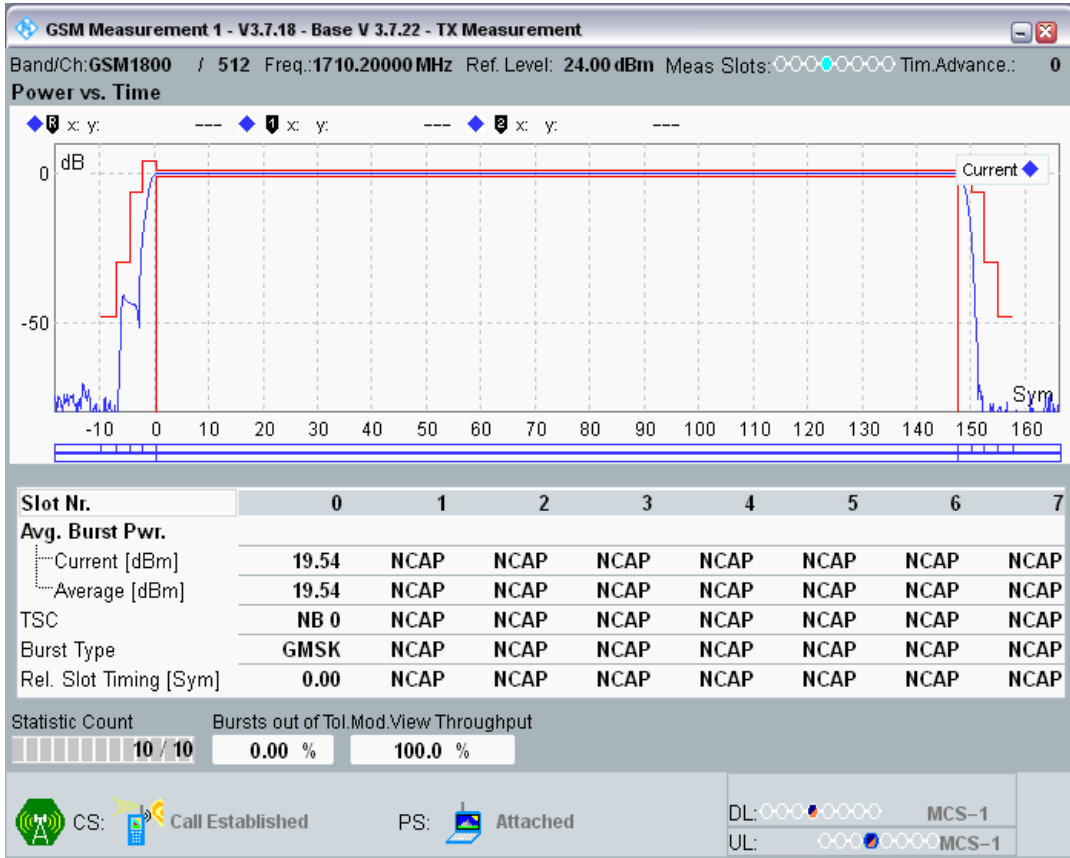 GSM Measurement 1 - V3.7.18 - Base V 3.7.22 - TX Measurement
Band/Ch:GSM1800 / 512 Freq.:1710.20000 MHz Ref. Level: 24.00 dBm Meas Slots: Tim.Advance.: 0
Power vs. Time
R x: y: --- 1 x: y: --- 2 x: y: ---
dB
Current
0
-50
Sym
-10 0 10 20 30 40 50 60 70 80 90 100 110 120 130 140 150 160
Slot Nr. 0 1 2 3 4 5 6 7
Avg. Burst Pwr.
Current [dBm] 19.54 NCAP NCAP NCAP NCAP NCAP NCAP NCAP
Average [dBm] 19.54 NCAP NCAP NCAP NCAP NCAP NCAP NCAP
TSC NB 0 NCAP NCAP NCAP NCAP NCAP NCAP NCAP
Burst Type GMSK NCAP NCAP NCAP NCAP NCAP NCAP NCAP
Rel. Slot Timing [Sym] 0.00 NCAP NCAP NCAP NCAP NCAP NCAP NCAP
Statistic Count Bursts out of Tol.Mod.View Throughput
10 / 10 0.00 % 100.0 %
CS: Call Established PS: Attached
DL: MCS-1
UL: MCS-1